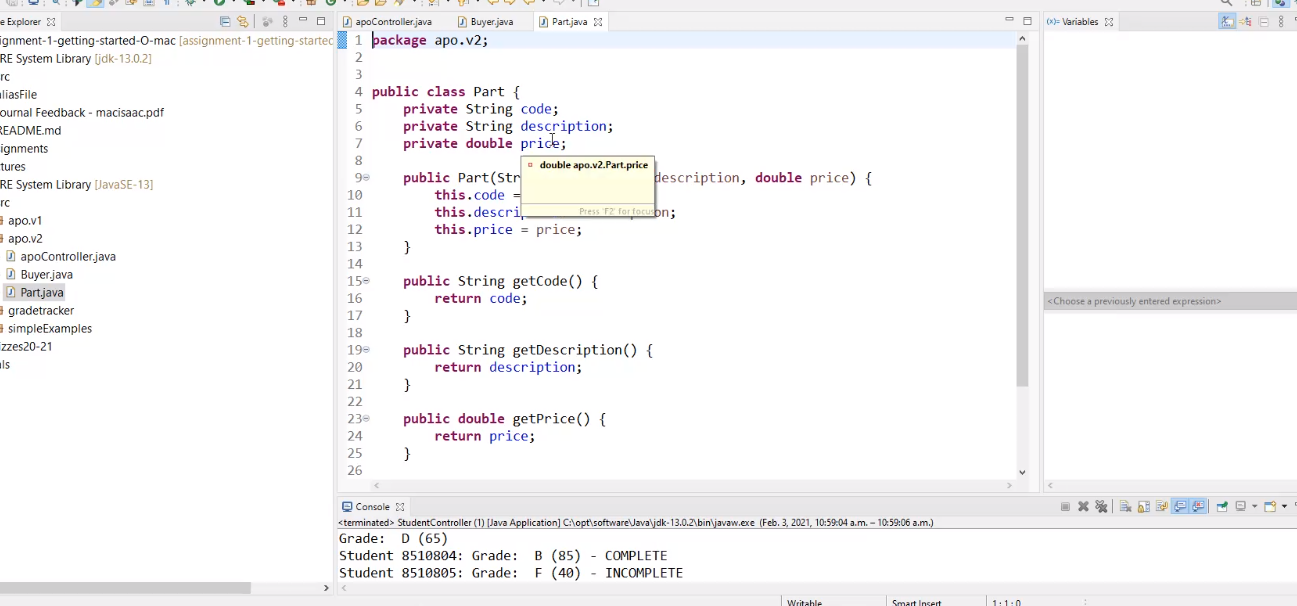 e Explorer
ignment-1-getting-started-O-mac [assignment-1-getting-started
RE System Library [jdk-13.0.2]
rc
aliasFile
ournal Feedback - macisaac.pdf
README.md
ignments
tures
RE System Library [JavaSE-13]
rc
apo.v1
apo.v2
apoController.java
Buyer.java
Part.java
gradetracker
simpleExamples
izzes20-21
ls
apoController.java Buyer.java Part.java
1 package apo.v2;
2
3
4 public class Part {
5 private String code;
6 private String description;
7 private double price;
8
9 public Part(Str description, double price) {
10 this.code =
11 this.descri on;
12 this.price = price;
13 }
14
15 public String getCode() {
16 return code;
17 }
18
19 public String getDescription() {
20 return description;
21 }
22
23 public double getPrice() {
24 return price;
25 }
26
double apo.v2.Part.price
Press 'F2' for focus
(x)= Variables
<Choose a previously entered expression>
Console
<terminated> StudentController (1) [Java Application] C:\opt\software\Java\jdk-13.0.2\bin\javaw.exe (Feb. 3, 2021, 10:59:04 a.m. – 10:59:06 a.m.)
Grade: D (65)
Student 8510804: Grade: B (85) - COMPLETE
Student 8510805: Grade: F (40) - INCOMPLETE
Writable Smart Insert 1 : 1 : 0